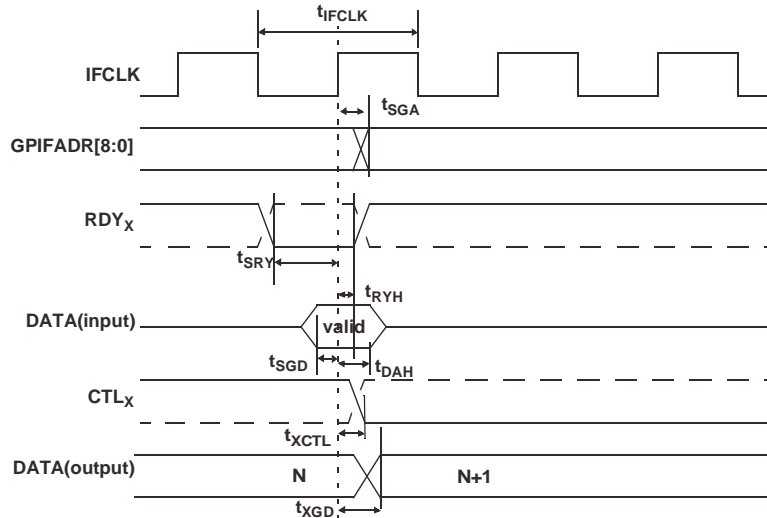 tIFCLK
IFCLK
tSGA
GPIFADR[8:0]
RDYX
tSRY
tRYH
DATA(input)
valid
tSGD
tDAH
CTLX
tXCTL
DATA(output)
N
N+1
tXGD